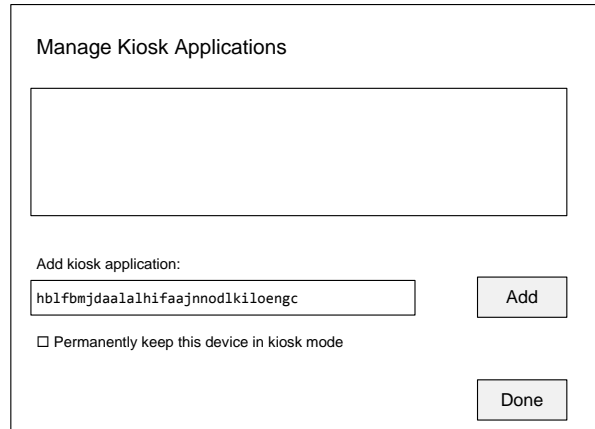 Manage Kiosk Applications
Add kiosk application:
hblfbmjdaalalhifaajnnodlkiloengc
Add
Permanently keep this device in kiosk mode
Done